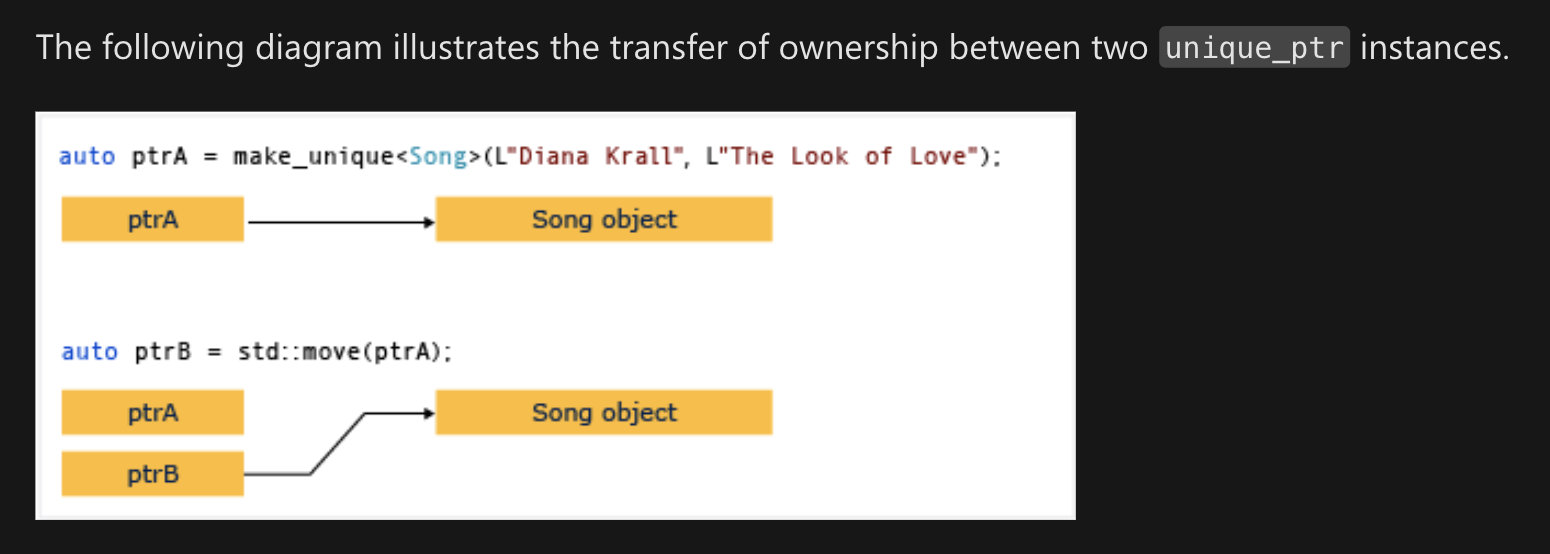 The following diagram illustrates the transfer of ownership between two unique_ptr instances.
auto ptrA = make_unique<Song>(L"Diana Krall", L"The Look of Love");
ptrA
Song object
auto ptrB = std::move(ptrA);
ptrA
Song object
ptrB